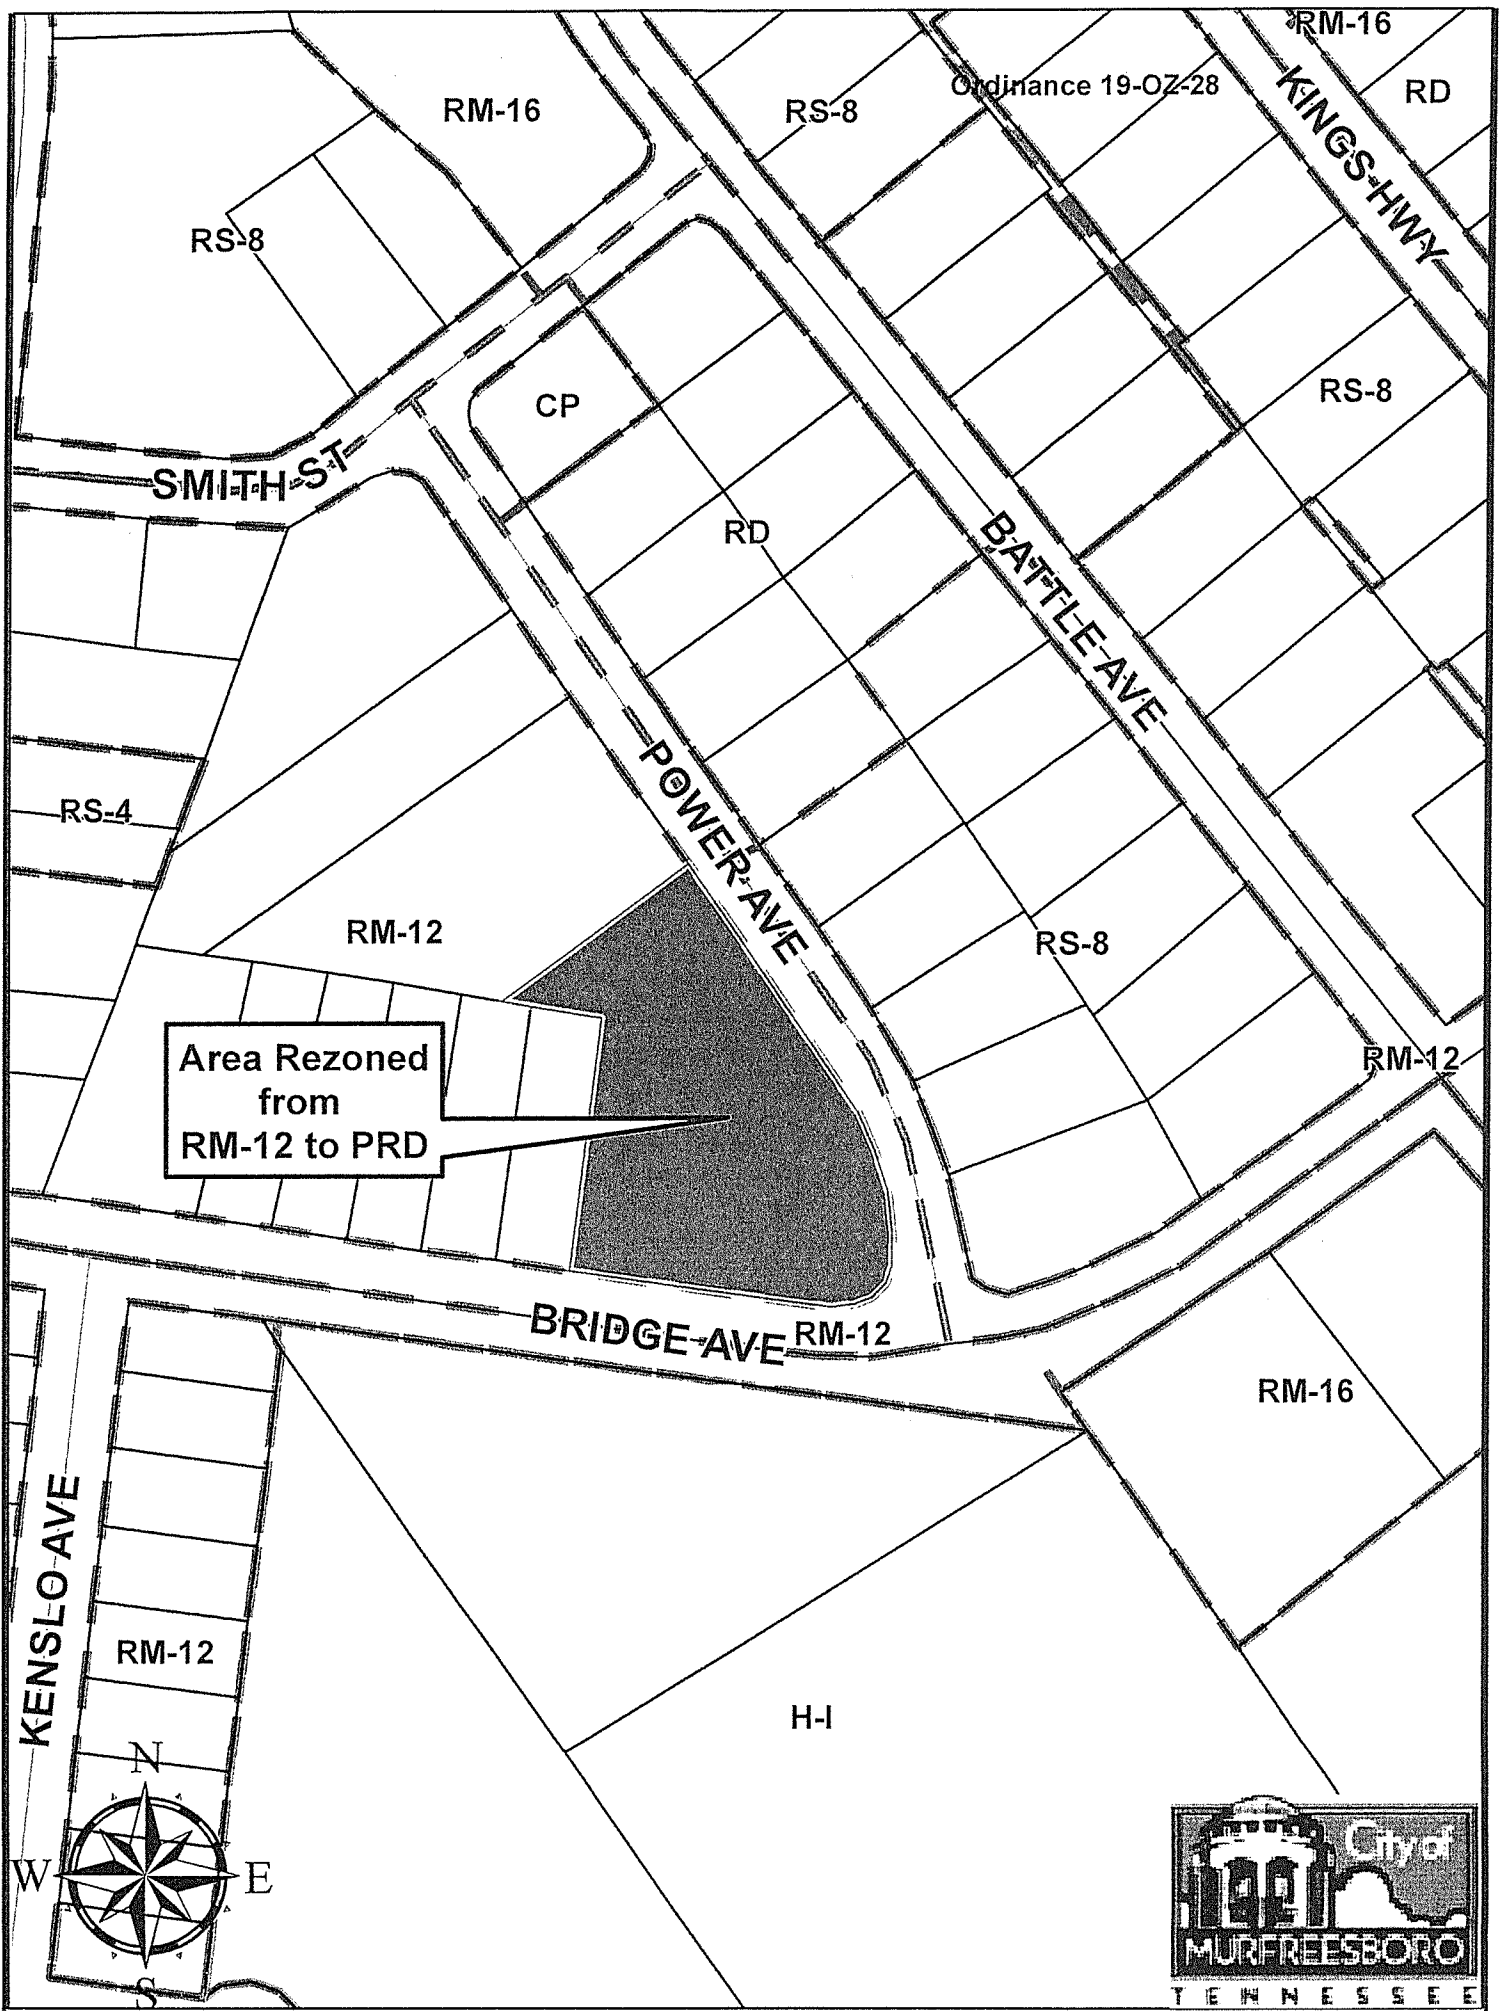 RM-16
Ordinance 19-OZ-28
RD
RM-16
RS-8
KINGS HWY
RS-8
RS-8
CP
SMITH ST
RD
BATTLE AVE
POWER AVE
RS-4
RM-12
RS-8
Area Rezoned
from
RM-12 to PRD
RM-12
BRIDGE AVE
RM-12
RM-16
KENSLO AVE
RM-12
H-I
N
W
E
S
City of
MURFREESBORO
TENNESSEE